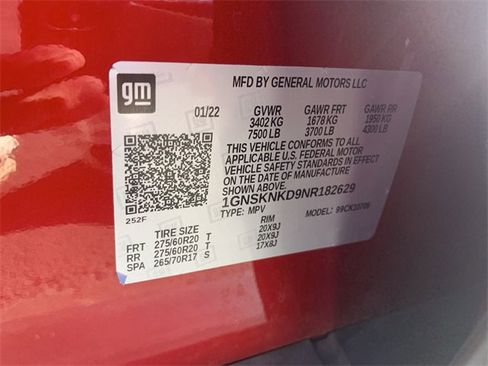 gm
MFD BY GENERAL MOTORS LLC
01/22 GVWR GAWR FRT GAWR RR
3402 KG 1678 KG 1950 KG
7500 LB 3700 LB 4300 LB
THIS VEHICLE CONFORMS TO ALL
APPLICABLE U.S. FEDERAL MOTOR
VEHICLE SAFETY STANDARDS IN EFFECT
ON THE DATE OF MANUFACTURE
SHOWN ABOVE.
1GNSKNKD9NR182629
TYPE: MPV MODEL: 99CK10706
252F
TIRE SIZE RIM
FRT 275/60R20 T 20X9J
RR 275/60R20 T 20X9J
SPA 265/70R17 S 17X8J